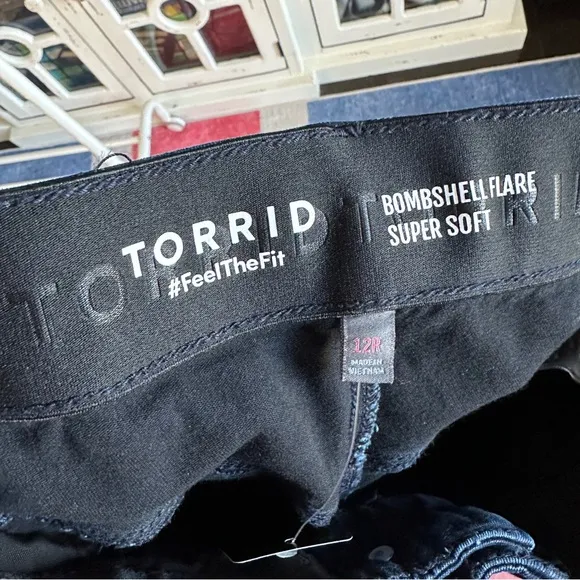 TORRID
#FeelTheFit
BOMBSHELL FLARE
SUPER SOFT
12R
MADE IN
VIETNAM